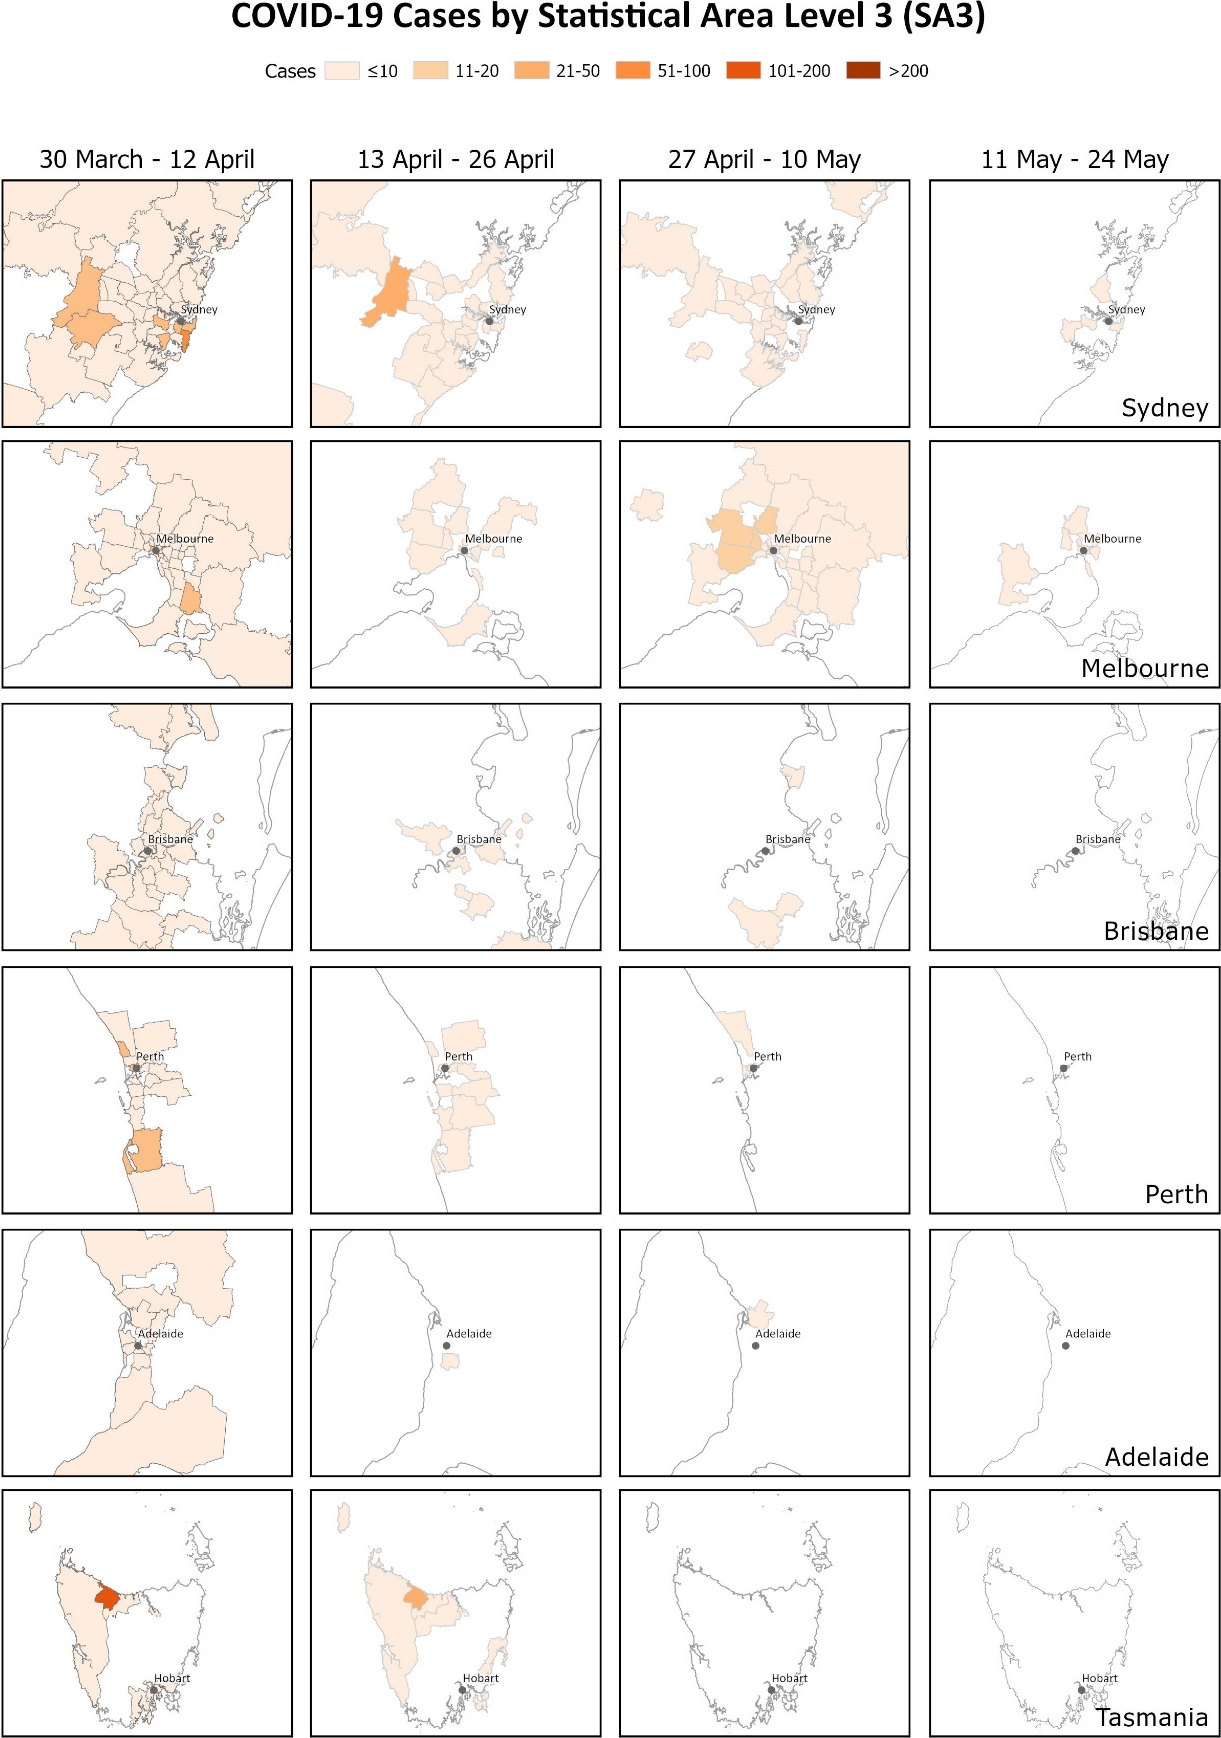 COVID-19 Cases by Statistical Area Level 3 (SA3)
Cases ≤10 11-20 21-50 51-100 101-200 >200
30 March - 12 April 13 April - 26 April 27 April - 10 May 11 May - 24 May
Sydney Sydney Sydney Sydney
Sydney
Melbourne Melbourne Melbourne Melbourne
Melbourne
Brisbane Brisbane Brisbane Brisbane
Brisbane
Perth Perth Perth Perth
Perth
Adelaide Adelaide Adelaide Adelaide
Adelaide
Hobart Hobart Hobart Hobart
Tasmania